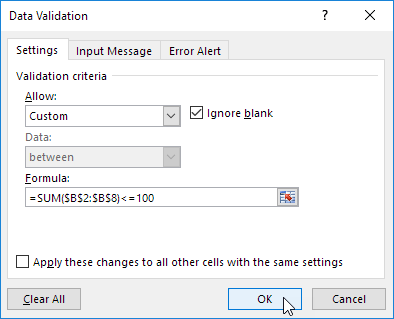 Data Validation
?
Settings
Input Message
Error Alert
Validation criteria
Allow:
Custom
Ignore blank
Data:
between
Formula:
=SUM($B$2:$B$8)<=100
Apply these changes to all other cells with the same settings
Clear All
OK
Cancel